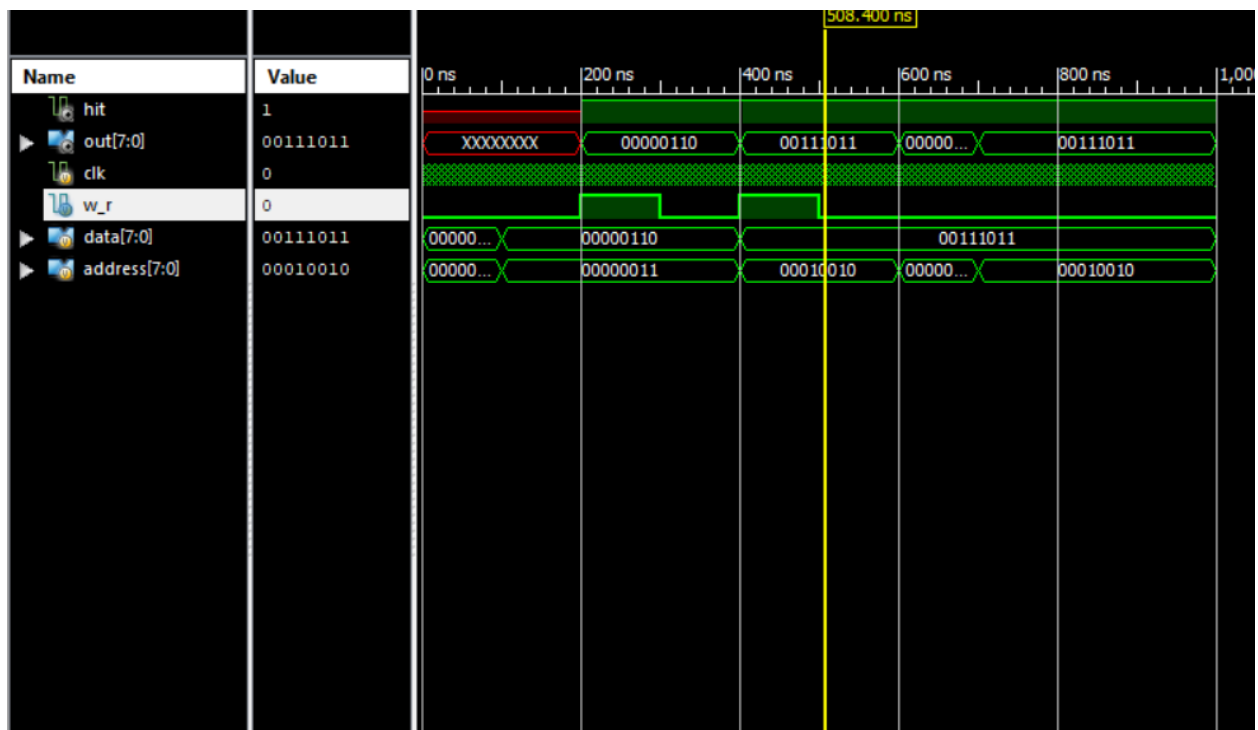 508.400 ns
Name Value 0 ns 200 ns 400 ns 600 ns 800 ns 1,00
hit 1
out[7:0] 00111011 XXXXXXXX 00000110 00111011 00000... 00111011
clk 0
w_r 0
data[7:0] 00111011 00000... 00000110 00111011
address[7:0] 00010010 00000... 00000011 00010010 00000... 00010010